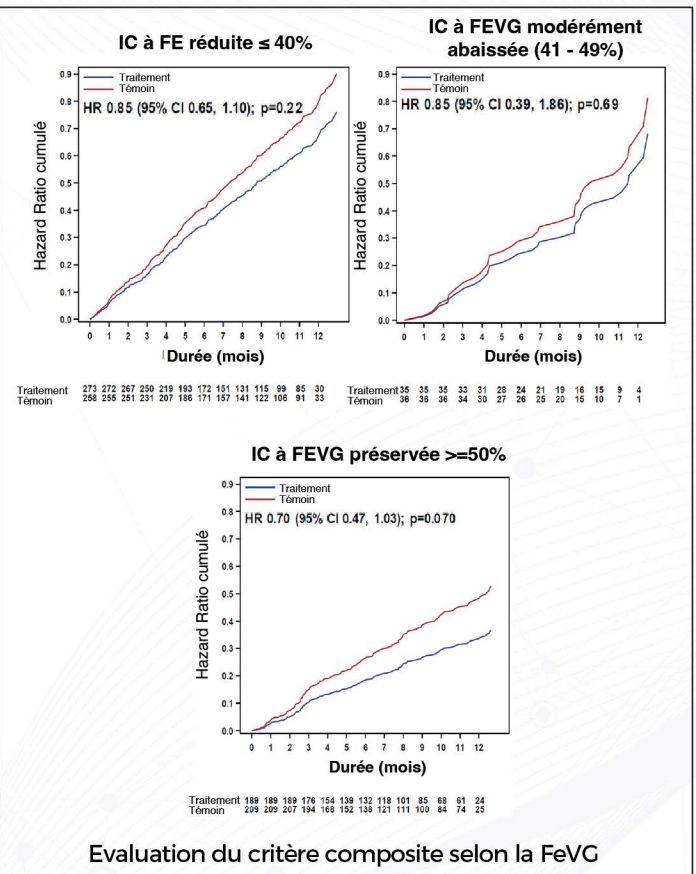 IC à FE réduite ≤ 40%
Traitement
Témoin
HR 0.85 (95% CI 0.65, 1.10); p=0.22
Hazard Ratio cumulé
0.9
0.8
0.7
0.6
0.5
0.4
0.3
0.2
0.1
0.0
0 1 2 3 4 5 6 7 8 9 10 11 12
Durée (mois)
Traitement 273 272 267 250 219 193 172 151 131 115 99 85 30
Témoin 258 255 251 231 207 186 171 157 141 122 106 91 33
IC à FEVG modérément
abaissée (41 - 49%)
Traitement
Témoin
HR 0.85 (95% CI 0.39, 1.86); p=0.69
Hazard Ratio cumulé
0.9
0.8
0.7
0.6
0.5
0.4
0.3
0.2
0.1
0.0
0 1 2 3 4 5 6 7 8 9 10 11 12
Durée (mois)
Traitement 35 35 35 33 31 28 24 21 19 16 15 9 4
Témoin 36 36 36 34 30 27 26 25 20 15 10 7 1
IC à FEVG préservée >=50%
Traitement
Témoin
HR 0.70 (95% CI 0.47, 1.03); p=0.070
Hazard Ratio cumulé
0.9
0.8
0.7
0.6
0.5
0.4
0.3
0.2
0.1
0.0
0 1 2 3 4 5 6 7 8 9 10 11 12
Durée (mois)
Traitement 189 189 189 176 154 139 132 118 101 85 68 61 24
Témoin 209 209 207 194 168 152 138 121 111 100 84 74 25
Evaluation du critère composite selon la FeVG